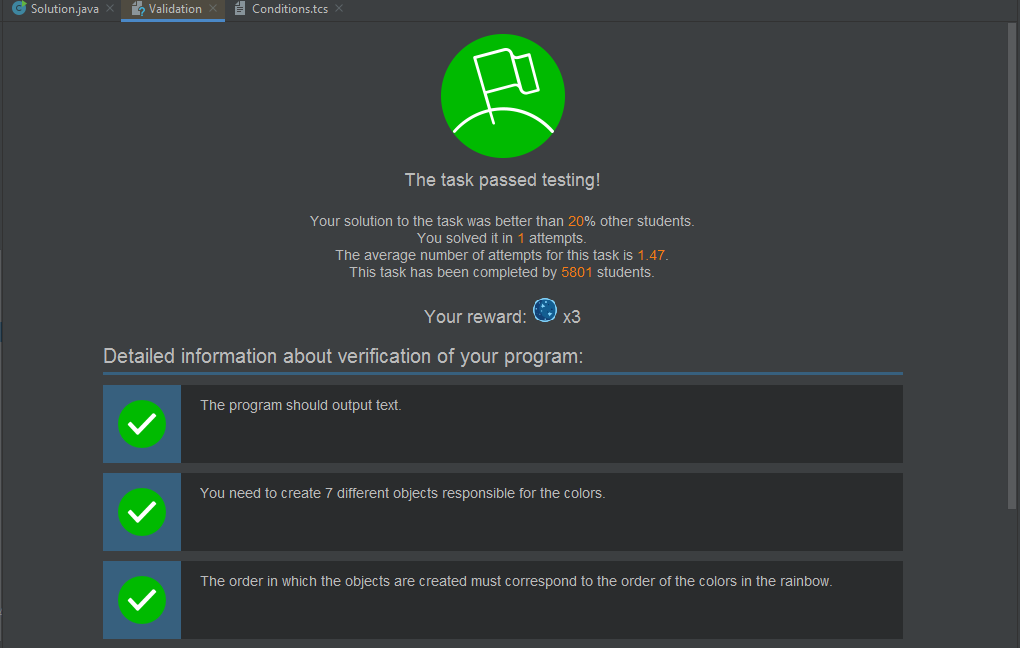 Solution.java
Validation
Conditions.tcs
The task passed testing!
Your solution to the task was better than 20% other students.
You solved it in 1 attempts.
The average number of attempts for this task is 1.47.
This task has been completed by 5801 students.
Your reward: x3
Detailed information about verification of your program:
The program should output text.
You need to create 7 different objects responsible for the colors.
The order in which the objects are created must correspond to the order of the colors in the rainbow.